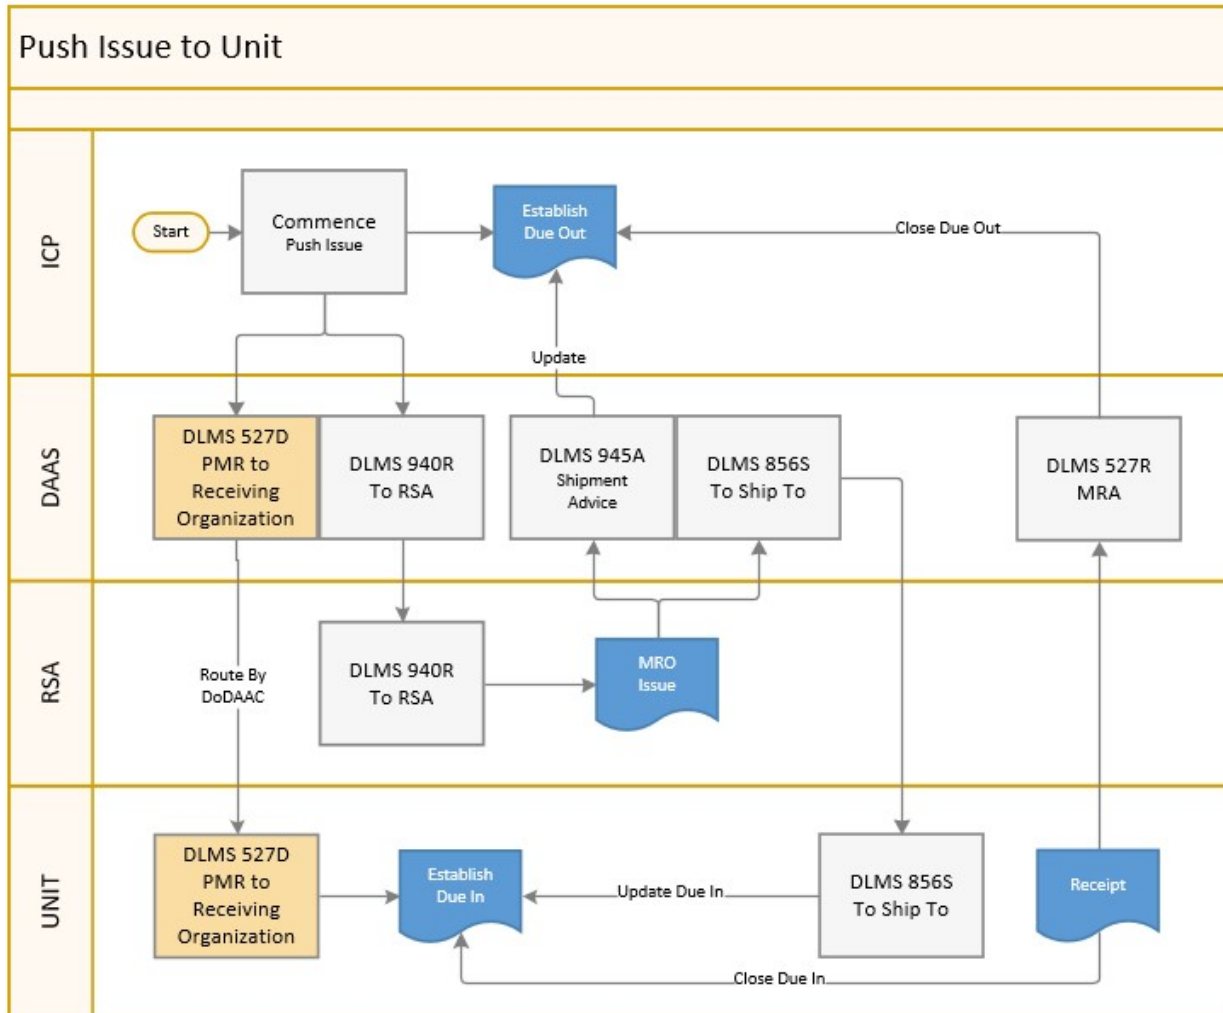 Push Issue to Unit
ICP
Start
Commence
Push Issue
Establish
Due Out
Close Due Out
Update
DAAS
DLMS 527D
PMR to
Receiving
Organization
DLMS 940R
To RSA
DLMS 945A
Shipment
Advice
DLMS 856S
To Ship To
DLMS 527R
MRA
RSA
Route By
DoDAAC
DLMS 940R
To RSA
MRO
Issue
UNIT
DLMS 527D
PMR to
Receiving
Organization
Establish
Due In
Update Due In
DLMS 856S
To Ship To
Receipt
Close Due In